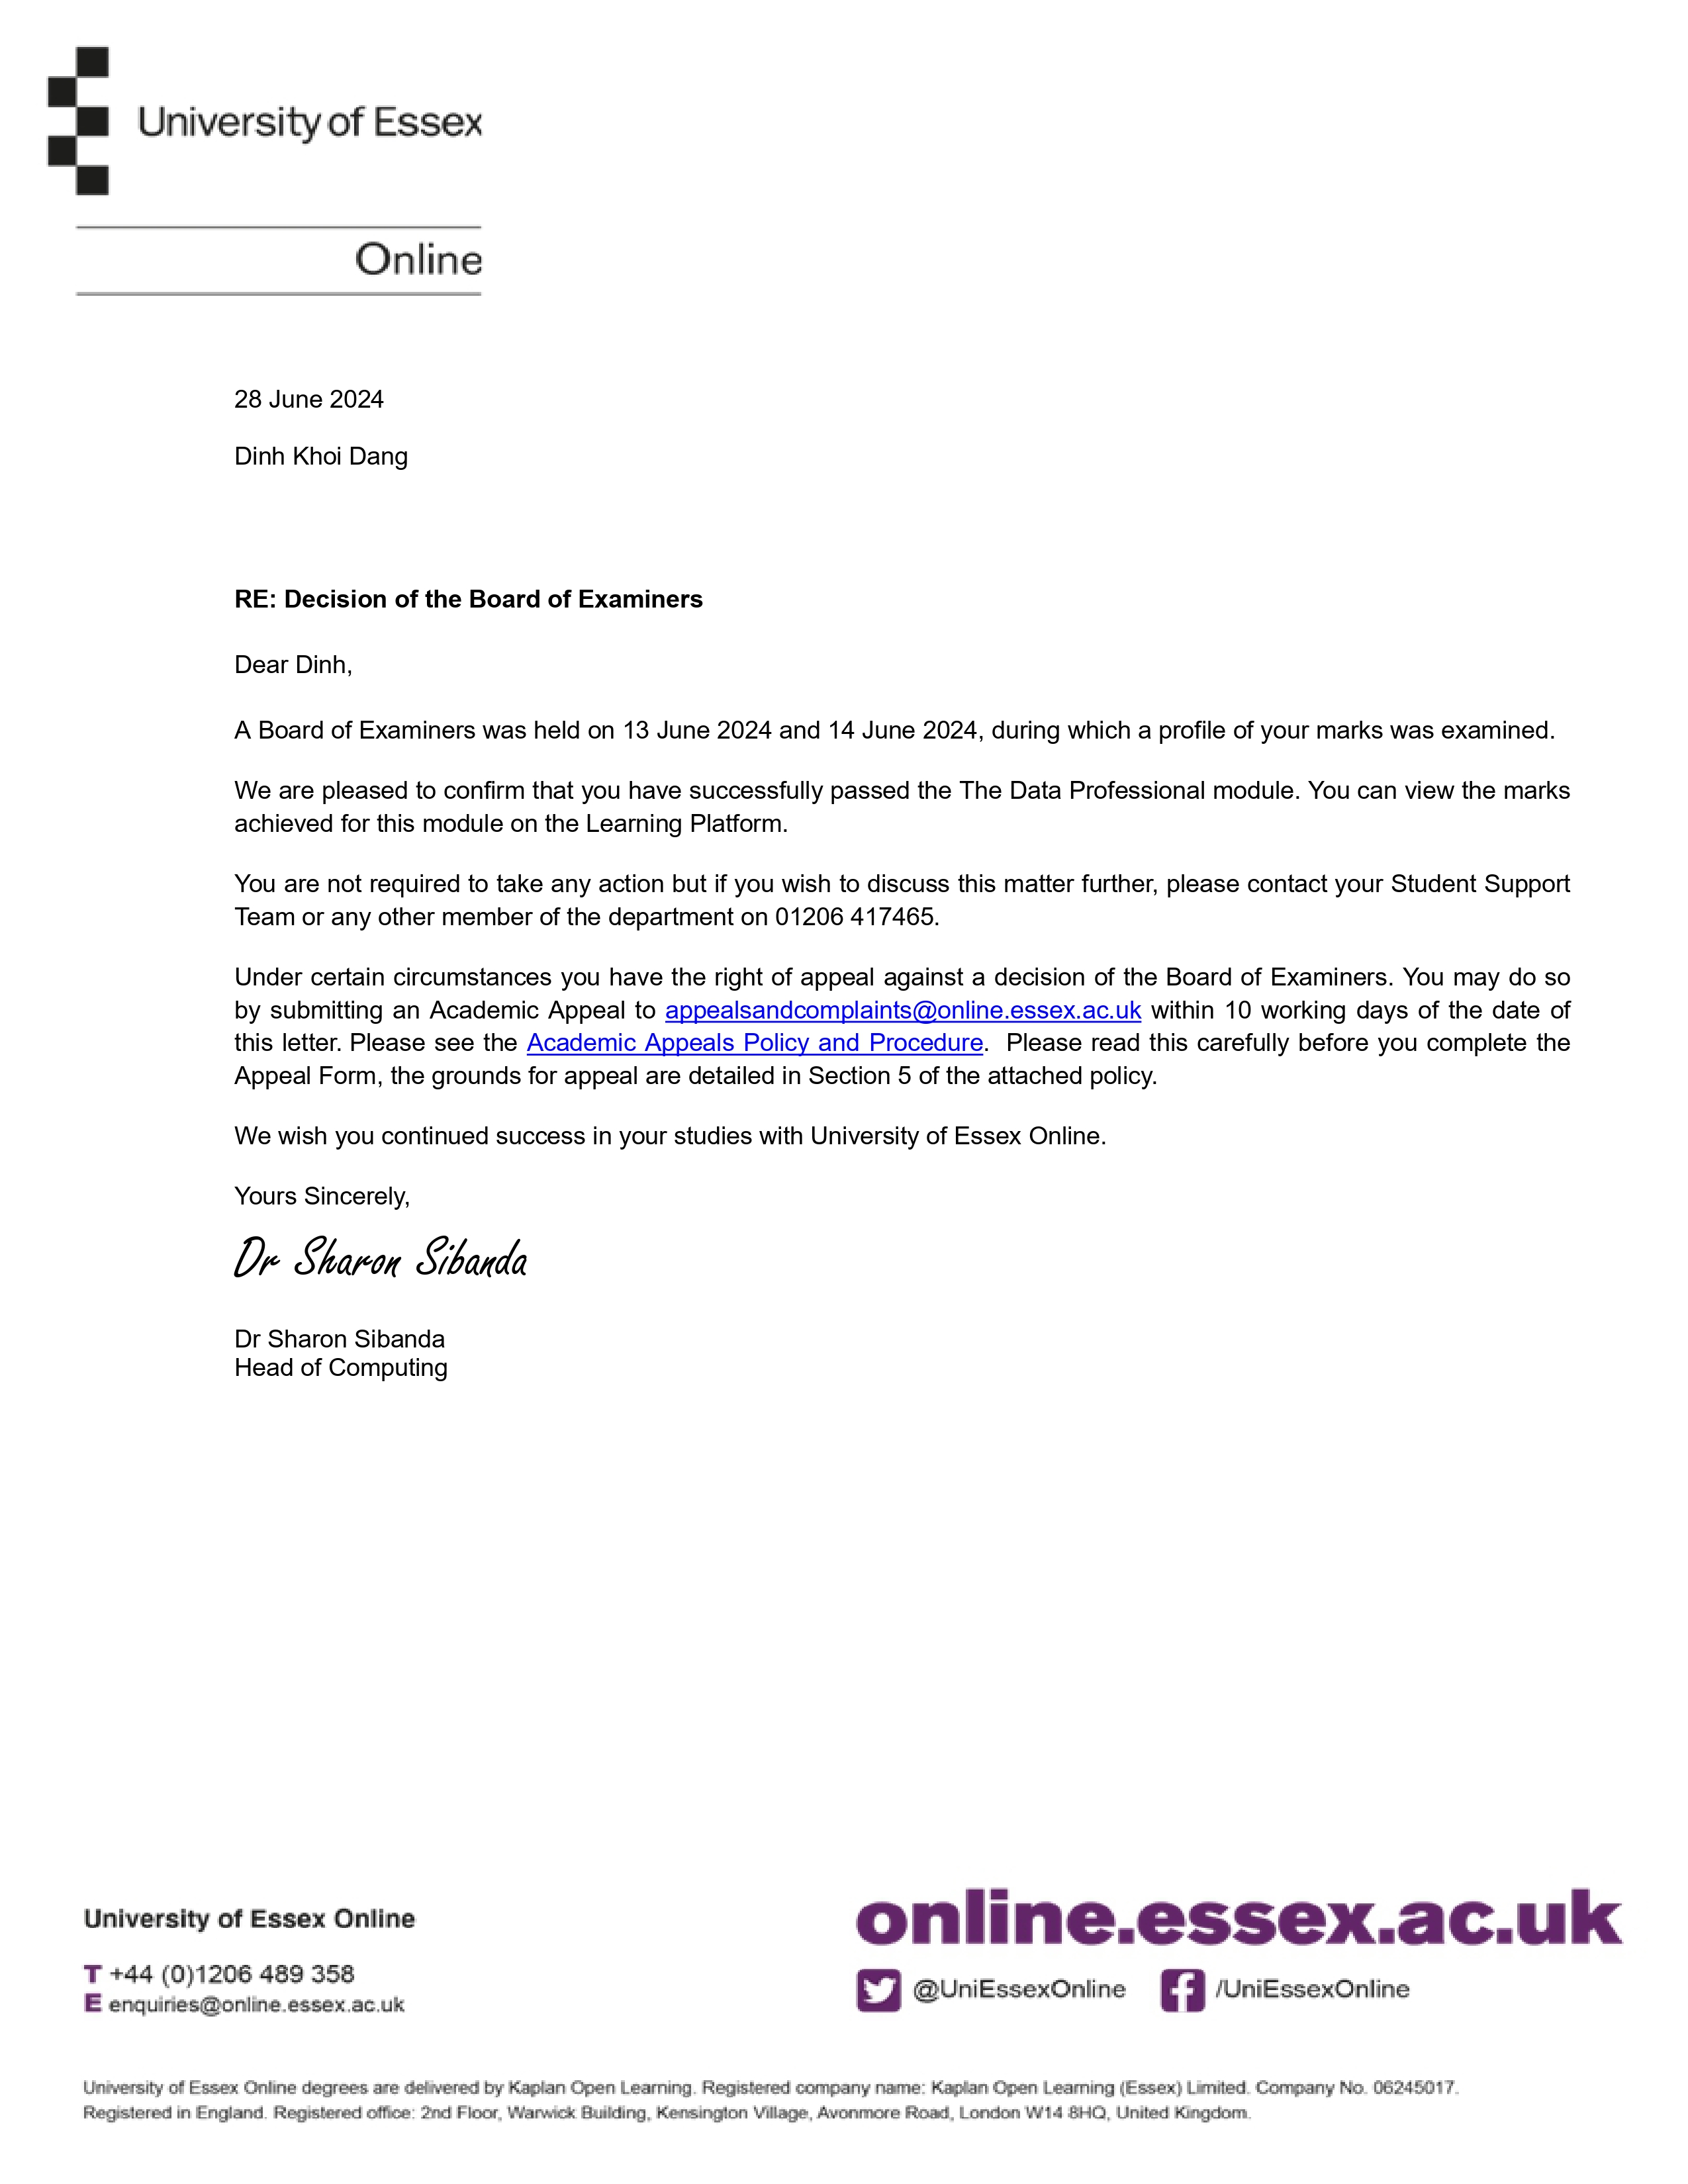 University of Essex
Online
28 June 2024
Dinh Khoi Dang
RE: Decision of the Board of Examiners
Dear Dinh,
A Board of Examiners was held on 13 June 2024 and 14 June 2024, during which a profile of your marks was examined.
We are pleased to confirm that you have successfully passed the The Data Professional module. You can view the marks
achieved for this module on the Learning Platform.
You are not required to take any action but if you wish to discuss this matter further, please contact your Student Support
Team or any other member of the department on 01206 417465.
Under certain circumstances you have the right of appeal against a decision of the Board of Examiners. You may do so
by submitting an Academic Appeal to appealsandcomplaints@online.essex.ac.uk within 10 working days of the date of
this letter. Please see the Academic Appeals Policy and Procedure.  Please read this carefully before you complete the
Appeal Form, the grounds for appeal are detailed in Section 5 of the attached policy.
We wish you continued success in your studies with University of Essex Online.
Yours Sincerely,
Dr Sharon Sibanda
Dr Sharon Sibanda
Head of Computing
University of Essex Online
T +44 (0)1206 489 358
E enquiries@online.essex.ac.uk
online.essex.ac.uk
@UniEssexOnline /UniEssexOnline
University of Essex Online degrees are delivered by Kaplan Open Learning. Registered company name: Kaplan Open Learning (Essex) Limited. Company No. 06245017.
Registered in England. Registered office: 2nd Floor, Warwick Building, Kensington Village, Avonmore Road, London W14 8HQ, United Kingdom.